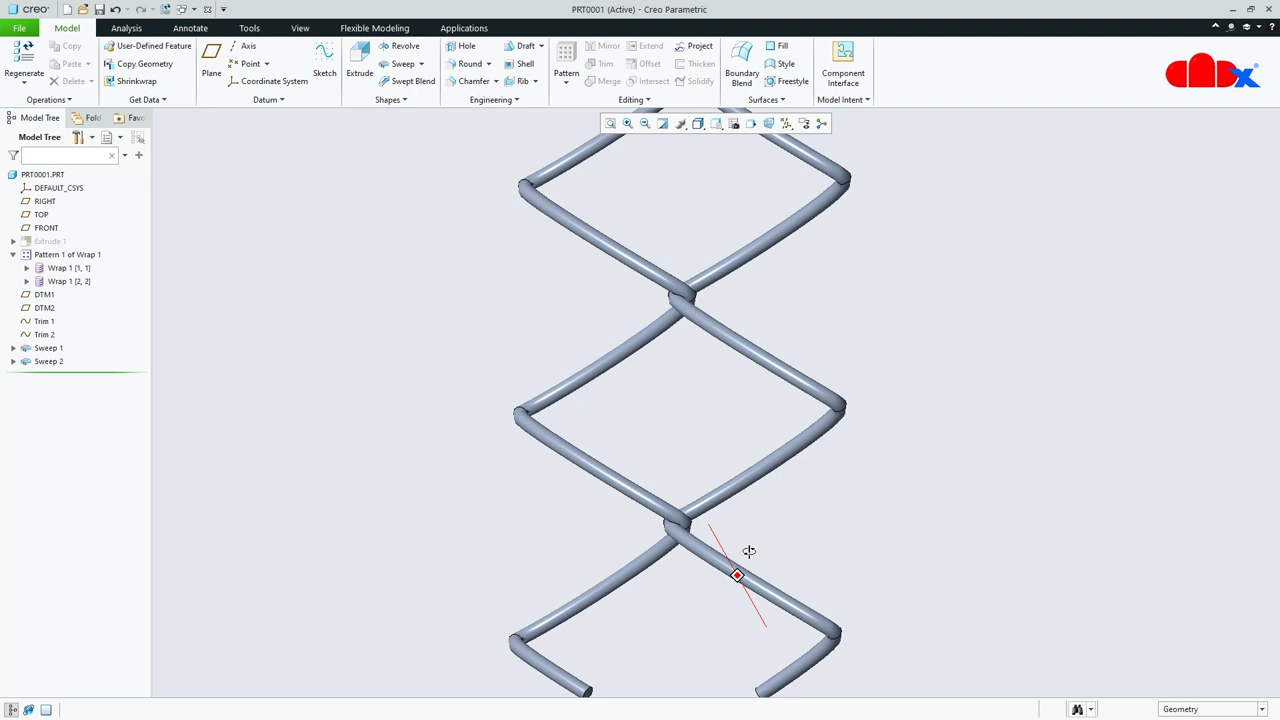 creo
PRT0001 (Active) - Creo Parametric
File
Model
Analysis
Annotate
Tools
View
Flexible Modeling
Applications
Regenerate
Copy
Paste
Delete
Operations
User-Defined Feature
Copy Geometry
Shrinkwrap
Get Data
Plane
Axis
Point
Coordinate System
Sketch
Datum
Extrude
Revolve
Sweep
Swept Blend
Shapes
Hole
Round
Chamfer
Draft
Shell
Rib
Engineering
Pattern
Mirror
Trim
Merge
Extend
Offset
Intersect
Project
Thicken
Solidify
Editing
Boundary
Blend
Fill
Style
Freestyle
Surfaces
Component
Interface
Model Intent
CADX
Model Tree
Fold
Favo
Model Tree
PRT0001.PRT
DEFAULT_CSYS
RIGHT
TOP
FRONT
Extrude 1
Pattern 1 of Wrap 1
Wrap 1 [1, 1]
Wrap 1 [2, 2]
DTM1
DTM2
Trim 1
Trim 2
Sweep 1
Sweep 2
Geometry